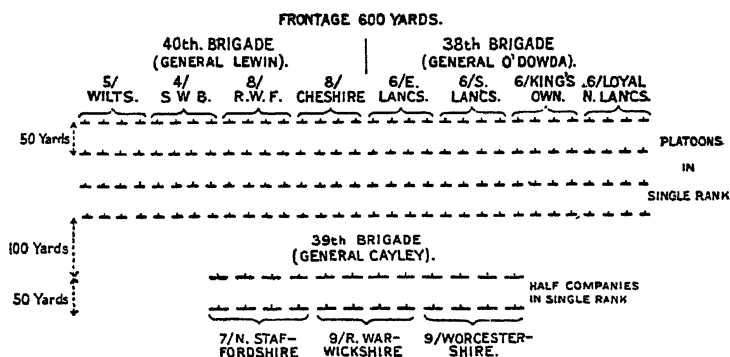 FRONTAGE 600 YARDS.
40th. BRIGADE
(GENERAL LEWIN).
38th BRIGADE
(GENERAL O'DOWDA).
5/
WILTS.
4/
S W B.
8/
R.W. F.
8/
CHESHIRE
6/E.
LANCS.
6/S.
LANCS.
6/KING'S
OWN.
6/LOYAL
N. LANCS.
50 Yards
PLATOONS
IN
SINGLE RANK
100 Yards
39th BRIGADE
(GENERAL CAYLEY).
50 Yards
HALF COMPANIES
IN SINGLE RANK
7/N. STAF-
FORDSHIRE
9/R. WAR-
WICKSHIRE
9/WORCESTER-
SHIRE.